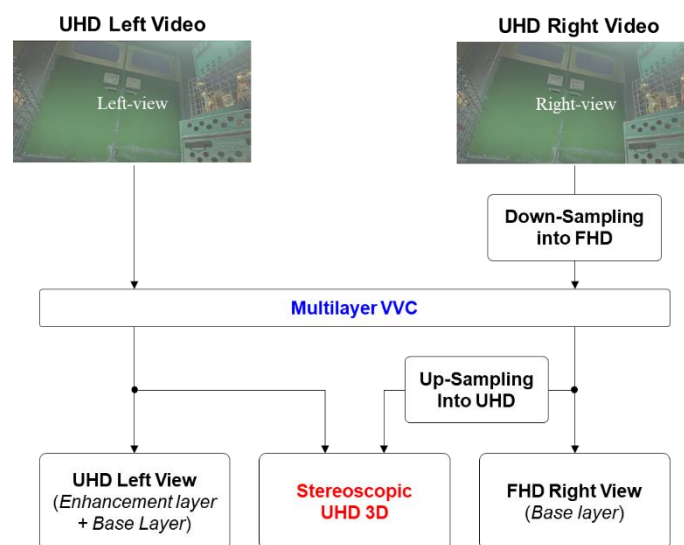 UHD Left Video
UHD Right Video
Left-view
Right-view
Down-Sampling
into FHD
Multilayer VVC
Up-Sampling
Into UHD
UHD Left View
(Enhancement layer
+ Base Layer)
Stereoscopic
UHD 3D
FHD Right View
(Base layer)